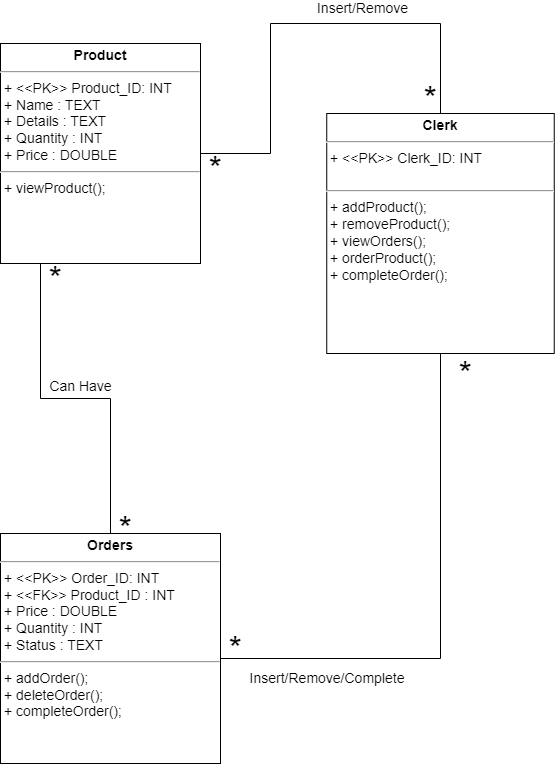 Insert/Remove
Product
+ <<PK>> Product_ID: INT
+ Name : TEXT
+ Details : TEXT
+ Quantity : INT
+ Price : DOUBLE
+ viewProduct();
*
*
Clerk
+ <<PK>> Clerk_ID: INT
+ addProduct();
+ removeProduct();
+ viewOrders();
+ orderProduct();
+ completeOrder();
*
*
Can Have
*
Orders
+ <<PK>> Order_ID: INT
+ <<FK>> Product_ID : INT
+ Price : DOUBLE
+ Quantity : INT
+ Status : TEXT
+ addOrder();
+ deleteOrder();
+ completeOrder();
*
Insert/Remove/Complete